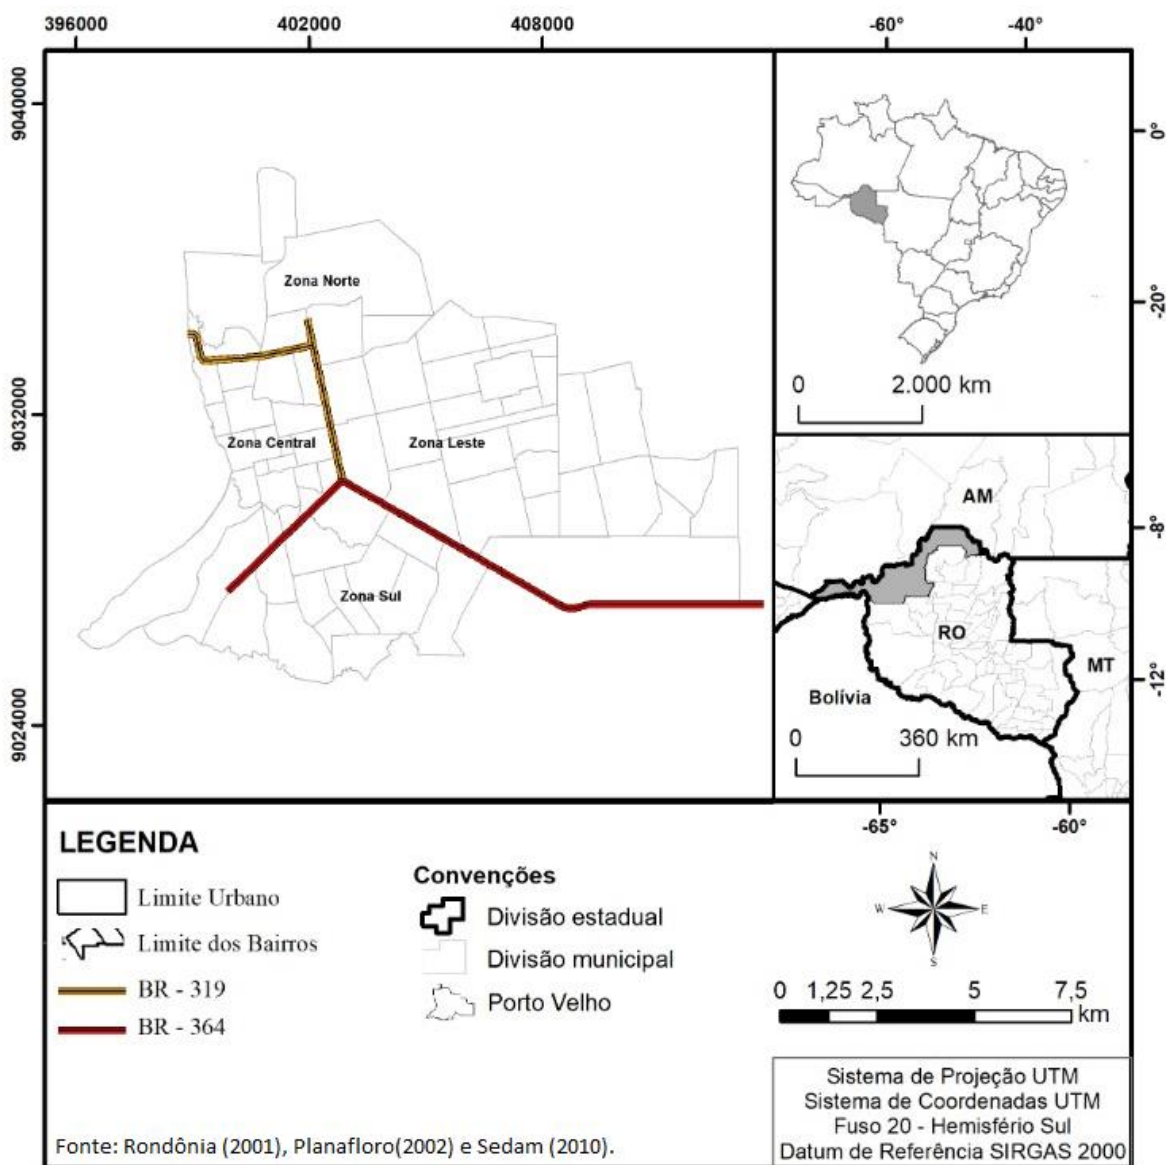 396000
402000
408000
-60°
-40°
9040000
9032000
9024000
0°
-20°
Zona Norte
Zona Central
Zona Leste
Zona Sul
0
2.000 km
AM
-8°
RO
MT
-12°
Bolívia
0
360 km
-65°
-60°
LEGENDA
Limite Urbano
Limite dos Bairros
BR - 319
BR - 364
Convenções
Divisão estadual
Divisão municipal
Porto Velho
N
W
E
S
0 1,25 2,5 5 7,5
km
Sistema de Projeção UTM
Sistema de Coordenadas UTM
Fuso 20 - Hemisfério Sul
Datum de Referência SIRGAS 2000
Fonte: Rondônia (2001), Planafloro(2002) e Sedam (2010).